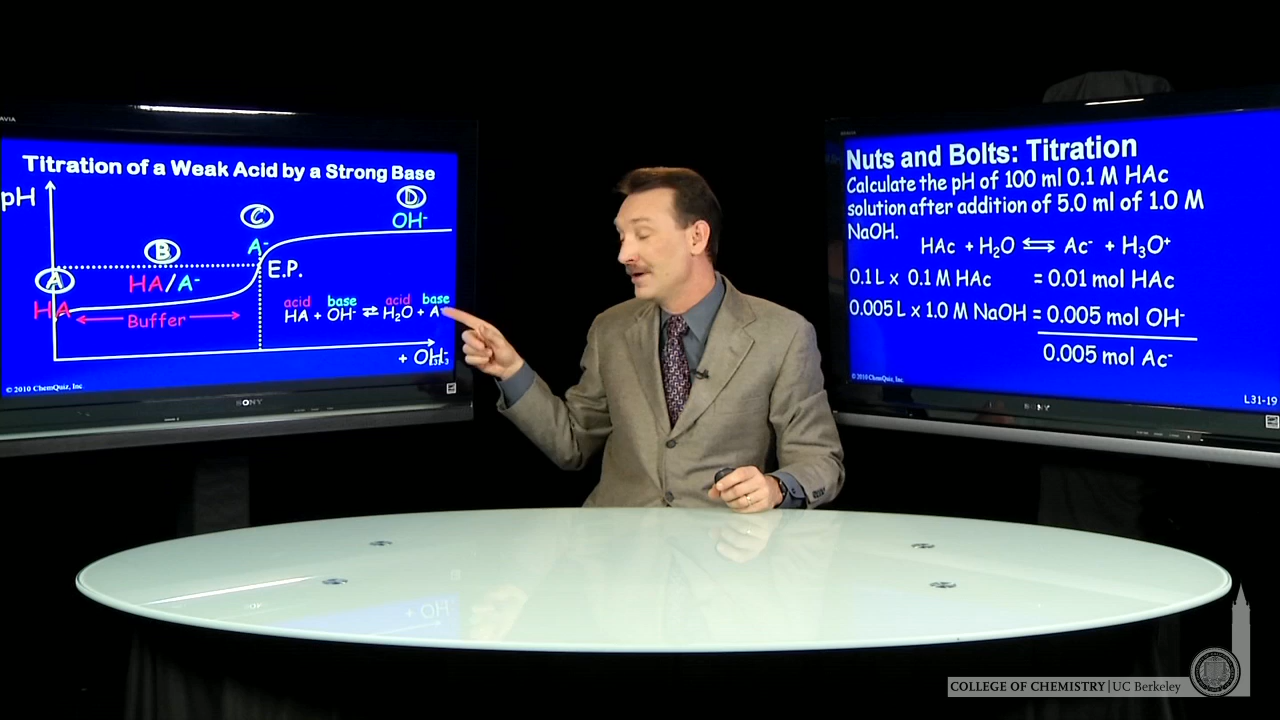 Titration of a Weak Acid by a Strong Base
pH
D
OH⁻
C
A⁻
B
A
E.P.
HA/A⁻
HA
Buffer
acid base acid base
HA + OH⁻ ⇌ H₂O + A⁻
+ OH⁻
© 2010 ChemQuiz, Inc
SONY
Nuts and Bolts: Titration
Calculate the pH of 100 ml 0.1 M HAc
solution after addition of 5.0 ml of 1.0 M
NaOH.
HAc + H₂O ⇌ Ac⁻ + H₃O⁺
0.1 L x 0.1 M HAc = 0.01 mol HAc
0.005 L x 1.0 M NaOH = 0.005 mol OH⁻
0.005 mol Ac⁻
© 2010 ChemQuiz, Inc.
L31-19
SONY
COLLEGE OF CHEMISTRY | UC Berkeley